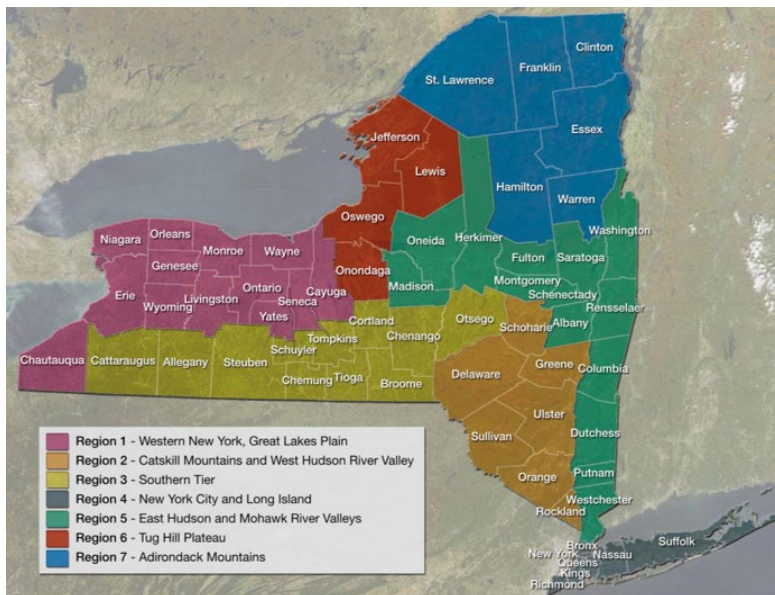 Clinton
Franklin
St. Lawrence
Essex
Jefferson
Lewis
Hamilton
Warren
Oswego
Washington
Orleans
Niagara
Monroe
Wayne
Oneida
Herkimer
Fulton
Saratoga
Genesee
Onondaga
Montgomery
Madison
Schenectady
Ontario
Cayuga
Erie
Livingston
Seneca
Wyoming
Yates
Rensselaer
Albany
Otsego
Cortland
Schoharie
Chenango
Tompkins
Schuyler
Chautauqua
Cattaraugus
Allegany
Steuben
Greene
Columbia
Delaware
Chemung
Tioga
Broome
Ulster
Dutchess
Sullivan
Putnam
Orange
Westchester
Rockland
Bronx
New York
Nassau
Suffolk
Queens
Kings
Richmond
Region 1 - Western New York, Great Lakes Plain
Region 2 - Catskill Mountains and West Hudson River Valley
Region 3 - Southern Tier
Region 4 - New York City and Long Island
Region 5 - East Hudson and Mohawk River Valleys
Region 6 - Tug Hill Plateau
Region 7 - Adirondack Mountains